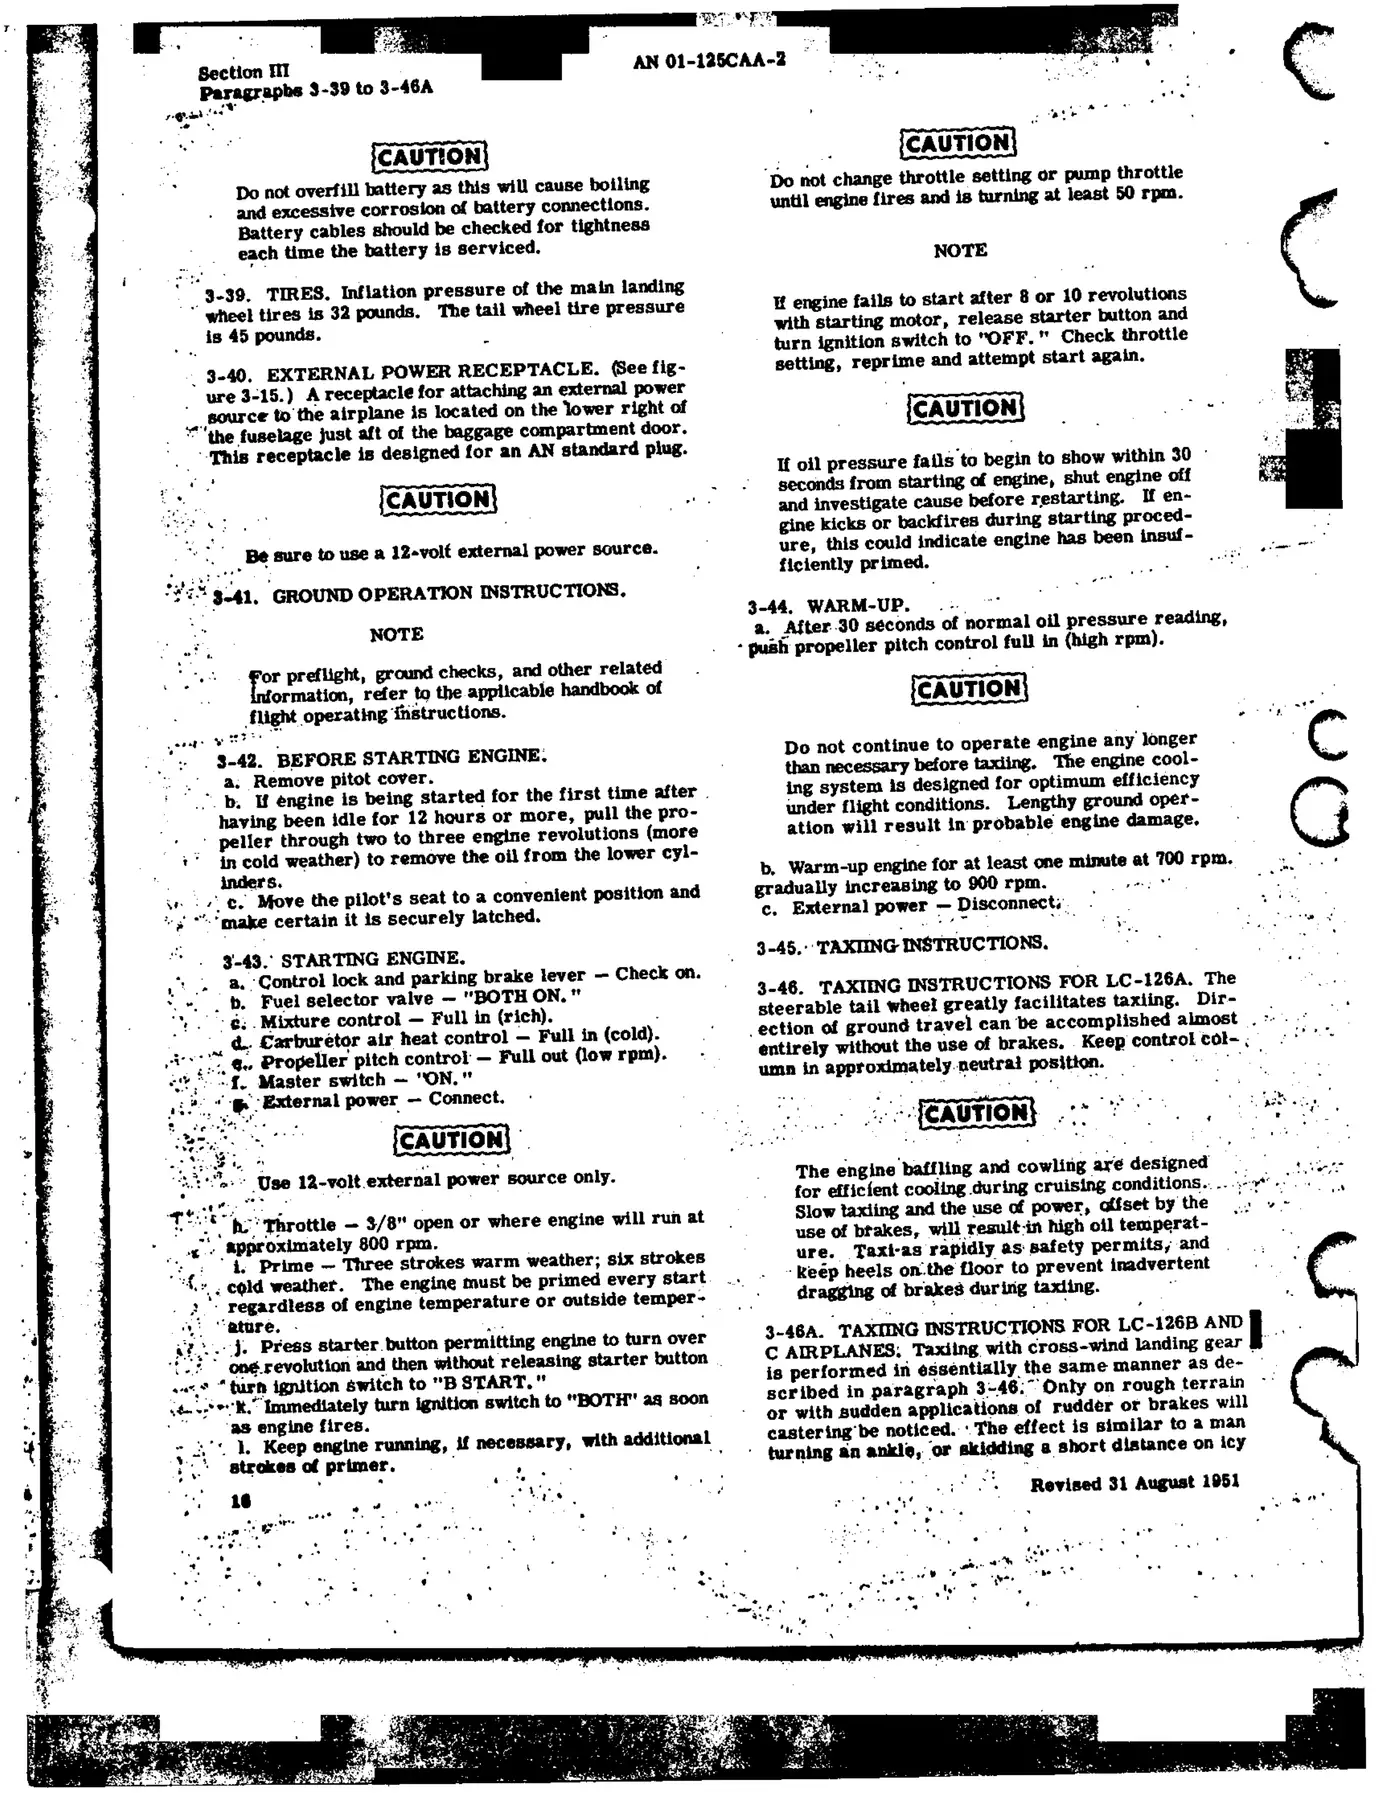 Section III
Paragraphs 3-39 to 3-46A
AN 01-125CAA-2
CAUTION
Do not overfill battery as this will cause boiling
and excessive corrosion of battery connections.
Battery cables should be checked for tightness
each time the battery is serviced.
3-39. TIRES. Inflation pressure of the main landing
wheel tires is 32 pounds. The tail wheel tire pressure
is 45 pounds.
3-40. EXTERNAL POWER RECEPTACLE. (See fig-
ure 3-15.) A receptacle for attaching an external power
source to the airplane is located on the lower right of
the fuselage just aft of the baggage compartment door.
This receptacle is designed for an AN standard plug.
CAUTION
Be sure to use a 12-volt external power source.
3-41. GROUND OPERATION INSTRUCTIONS.
NOTE
For preflight, ground checks, and other related
information, refer to the applicable handbook of
flight operating instructions.
3-42. BEFORE STARTING ENGINE.
a. Remove pitot cover.
b. If engine is being started for the first time after
having been idle for 12 hours or more, pull the pro-
peller through two to three engine revolutions (more
in cold weather) to remove the oil from the lower cyl-
inders.
c. Move the pilot's seat to a convenient position and
make certain it is securely latched.
3-43. STARTING ENGINE.
a. Control lock and parking brake lever — Check on.
b. Fuel selector valve — "BOTH ON."
c. Mixture control — Full in (rich).
d. Carburetor air heat control — Full in (cold).
e. Propeller pitch control — Full out (low rpm).
f. Master switch — "ON."
g. External power — Connect.
CAUTION
Use 12-volt external power source only.
h. Throttle — 3/8" open or where engine will run at
approximately 800 rpm.
i. Prime — Three strokes warm weather; six strokes
cold weather. The engine must be primed every start
regardless of engine temperature or outside temper-
ature.
j. Press starter button permitting engine to turn over
one revolution and then without releasing starter button
turn ignition switch to "B START."
k. Immediately turn ignition switch to "BOTH" as soon
as engine fires.
l. Keep engine running, if necessary, with additional
strokes of primer.
16
CAUTION
Do not change throttle setting or pump throttle
until engine fires and is turning at least 50 rpm.
NOTE
If engine fails to start after 8 or 10 revolutions
with starting motor, release starter button and
turn ignition switch to "OFF." Check throttle
setting, reprime and attempt start again.
CAUTION
If oil pressure fails to begin to show within 30
seconds from starting of engine, shut engine off
and investigate cause before restarting. If en-
gine kicks or backfires during starting proced-
ure, this could indicate engine has been insuf-
ficiently primed.
3-44. WARM-UP.
a. After 30 seconds of normal oil pressure reading,
push propeller pitch control full in (high rpm).
CAUTION
Do not continue to operate engine any longer
than necessary before taxiing. The engine cool-
ing system is designed for optimum efficiency
under flight conditions. Lengthy ground oper-
ation will result in probable engine damage.
b. Warm-up engine for at least one minute at 700 rpm.
gradually increasing to 900 rpm.
c. External power — Disconnect.
3-45. TAXIING INSTRUCTIONS.
3-46. TAXIING INSTRUCTIONS FOR LC-126A. The
steerable tail wheel greatly facilitates taxiing. Dir-
ection of ground travel can be accomplished almost
entirely without the use of brakes. Keep control col-
umn in approximately neutral position.
CAUTION
The engine baffling and cowling are designed
for efficient cooling during cruising conditions.
Slow taxiing and the use of power, offset by the
use of brakes, will result in high oil temperat-
ure. Taxi as rapidly as safety permits, and
keep heels on the floor to prevent inadvertent
dragging of brakes during taxiing.
3-46A. TAXIING INSTRUCTIONS FOR LC-126B AND
C AIRPLANES. Taxiing with cross-wind landing gear
is performed in essentially the same manner as de-
scribed in paragraph 3-46. Only on rough terrain
or with sudden applications of rudder or brakes will
castering be noticed. The effect is similar to a man
turning an ankle, or skidding a short distance on icy
Revised 31 August 1951